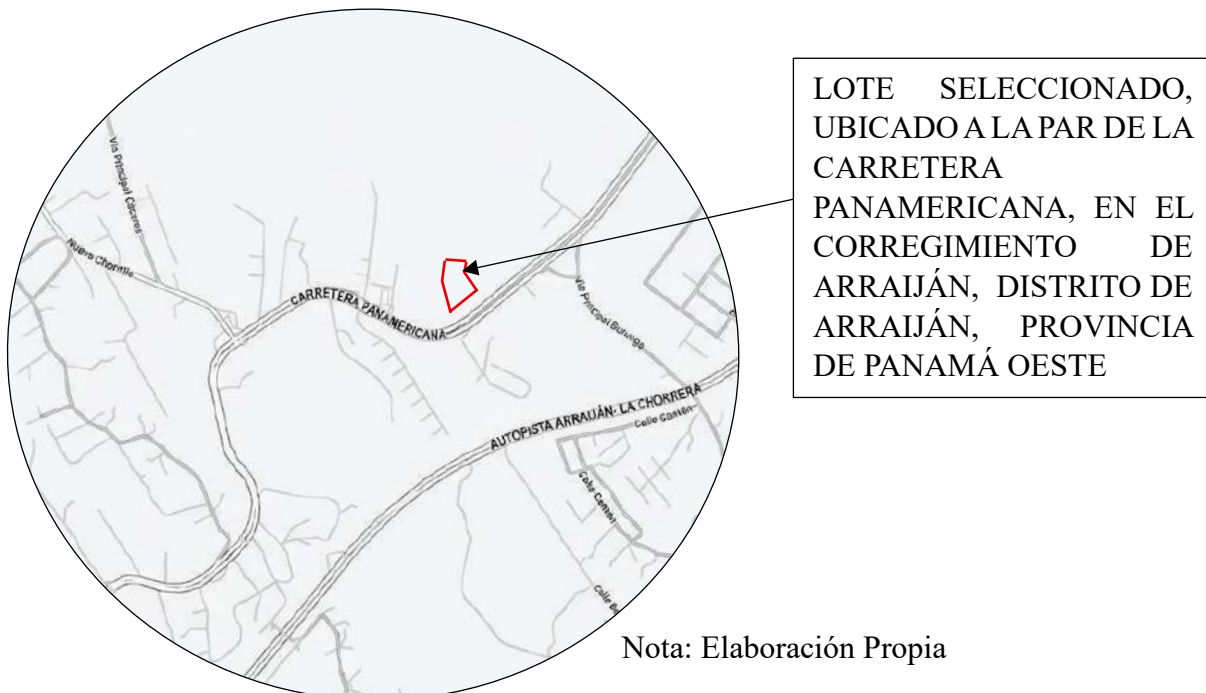 LOTE SELECCIONADO,
UBICADO A LA PAR DE LA
CARRETERA
PANAMERICANA, EN EL
CORREGIMIENTO DE
ARRAIJÁN, DISTRITO DE
ARRAIJÁN, PROVINCIA
DE PANAMÁ OESTE
Vía Principal Cáceres
Nuevo Chorrillo
CARRETERA PANAMERICANA
Vía Principal Burunga
AUTOPISTA ARRAIJÁN- LA CHORRERA
Calle Cantón
Calle Cantón
Nota: Elaboración Propia